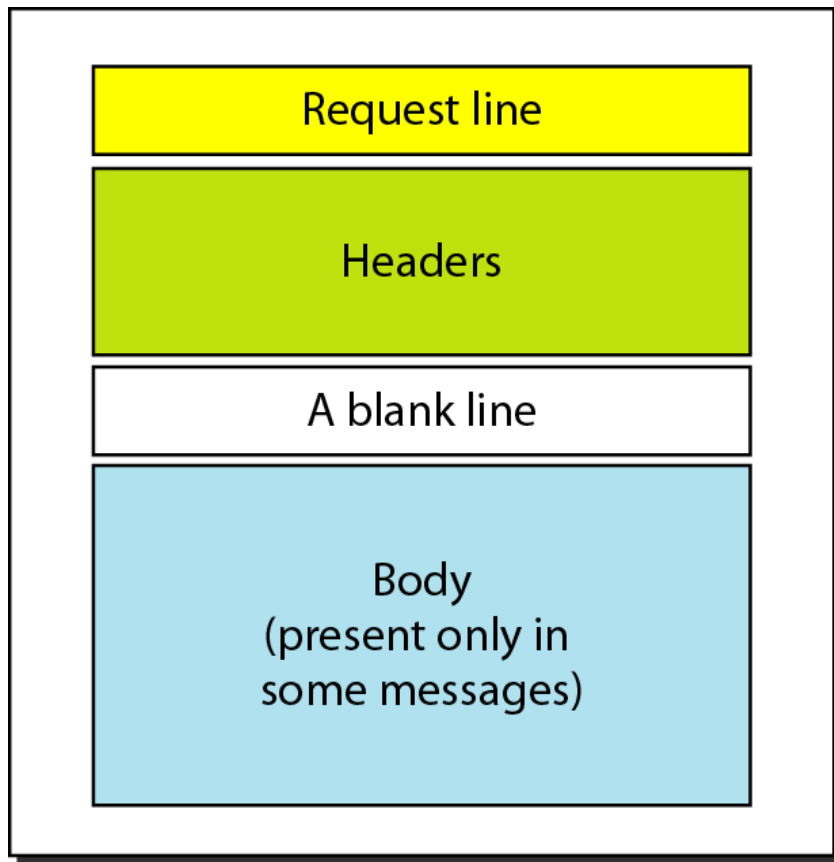 Request line
Headers
A blank line
Body
(present only in
some messages)